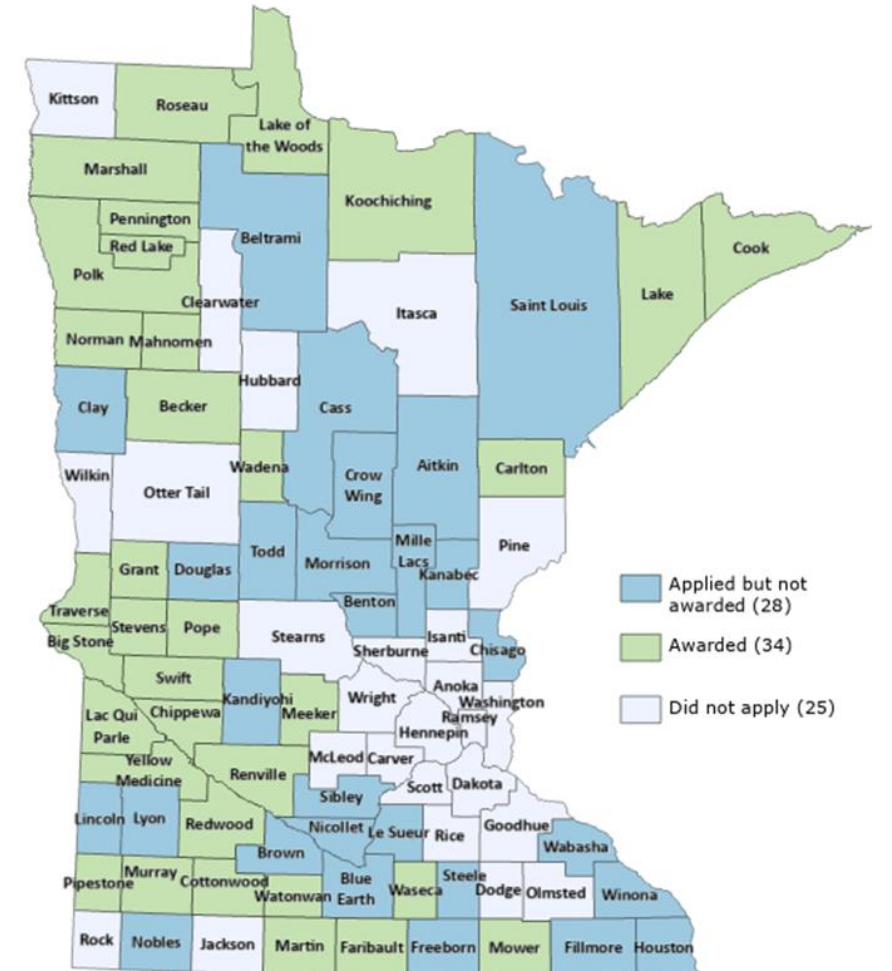 Kittson
Roseau
Lake of
the Woods
Marshall
Koochiching
Pennington
Red Lake
Beltrami
Polk
Cook
Lake
Clearwater
Saint Louis
Itasca
Norman
Mahnomen
Hubbard
Clay
Becker
Cass
Wadena
Aitkin
Carlton
Wilkin
Otter Tail
Crow
Wing
Pine
Mille
Lacs
Todd
Morrison
Grant
Douglas
Kanabec
Applied but not
awarded (28)
Benton
Traverse
Stevens
Pope
Big Stone
Stearns
Isanti
Awarded (34)
Sherburne
Chisago
Swift
Anoka
Kandiyohi
Wright
Washington
Did not apply (25)
Chippewa
Meeker
Ramsey
Lac Qui
Parle
Hennepin
Yellow
Medicine
McLeod
Carver
Renville
Scott
Dakota
Sibley
Lincoln
Lyon
Redwood
Nicollet
Le Sueur
Rice
Goodhue
Wabasha
Brown
Pipestone
Murray
Cottonwood
Watonwan
Blue
Earth
Waseca
Steele
Dodge
Olmsted
Winona
Rock
Nobles
Jackson
Martin
Faribault
Freeborn
Mower
Fillmore
Houston